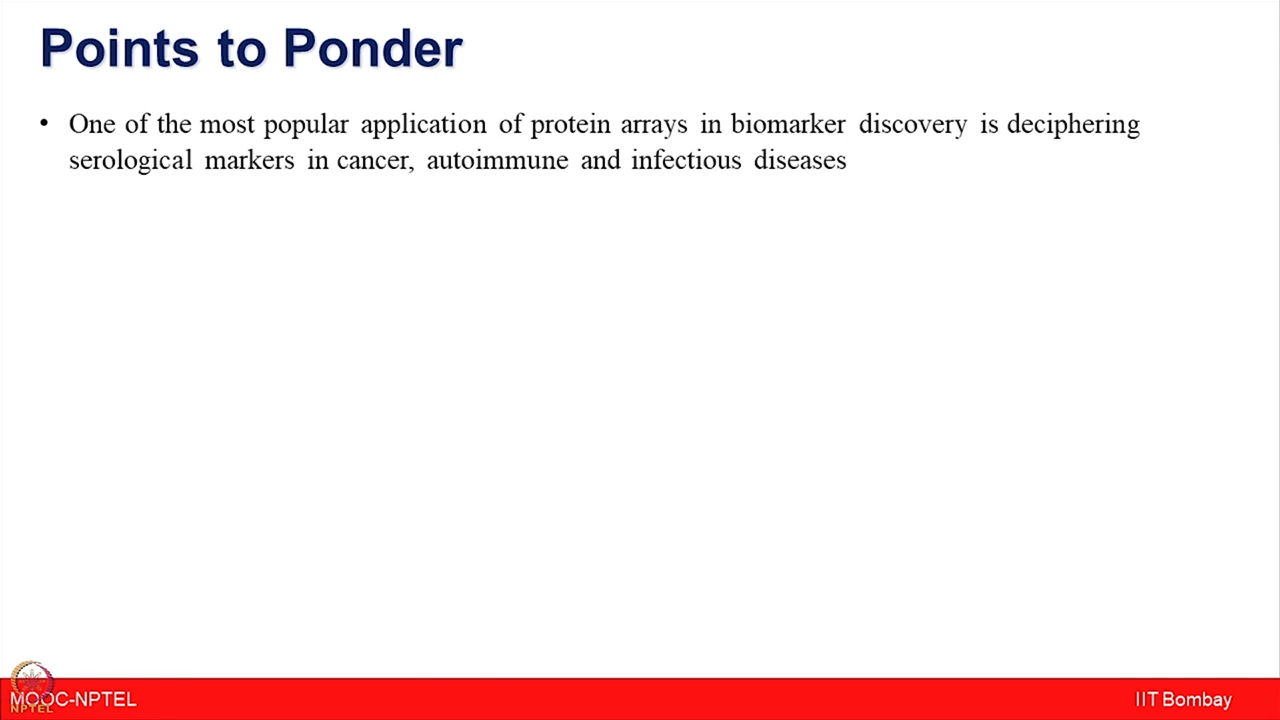 Points to Ponder
• One of the most popular application of protein arrays in biomarker discovery is deciphering
serological markers in cancer, autoimmune and infectious diseases
MOOC-NPTEL
NPTEL
IIT Bombay